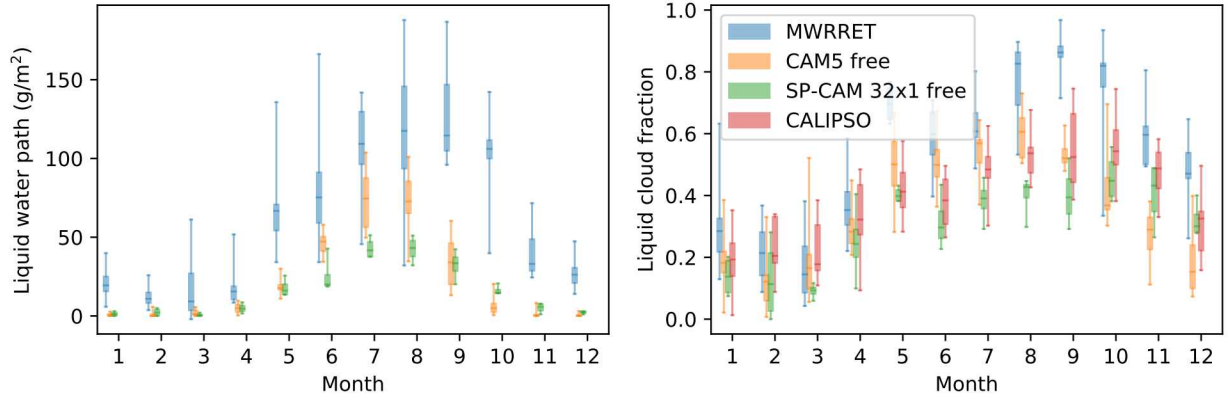 Liquid water path (g/m²)
150
100
50
0
1 2 3 4 5 6 7 8 9 10 11 12
Month
Liquid cloud fraction
1.0
0.8
0.6
0.4
0.2
0.0
MWRRET
CAM5 free
SP-CAM 32x1 free
CALIPSO
1 2 3 4 5 6 7 8 9 10 11 12
Month